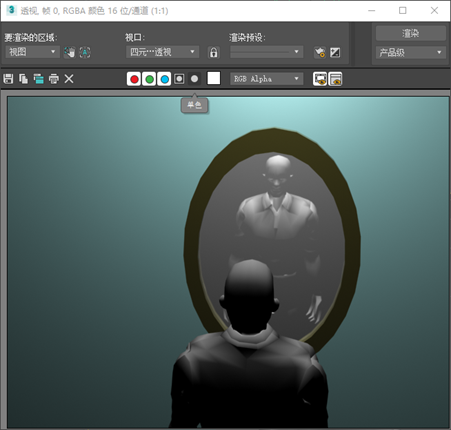 3 透视, 帧 0, RGBA 颜色 16 位/通道 (1:1)
要渲染的区域:
视口:
渲染预设:
渲染
视图
四元…透视
产品级
RGB Alpha
单色